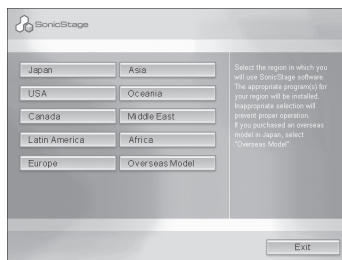 SonicStage
Japan
Asia
USA
Oceania
Canada
Middle East
Latin America
Africa
Europe
Overseas Model
Select the region in which you
will use SonicStage software.
The appropriate program(s) for
your region will be installed.
Inappropriate selection will
prevent proper operation.
If you purchased an overseas
model in Japan, select
"Overseas Model".
Exit